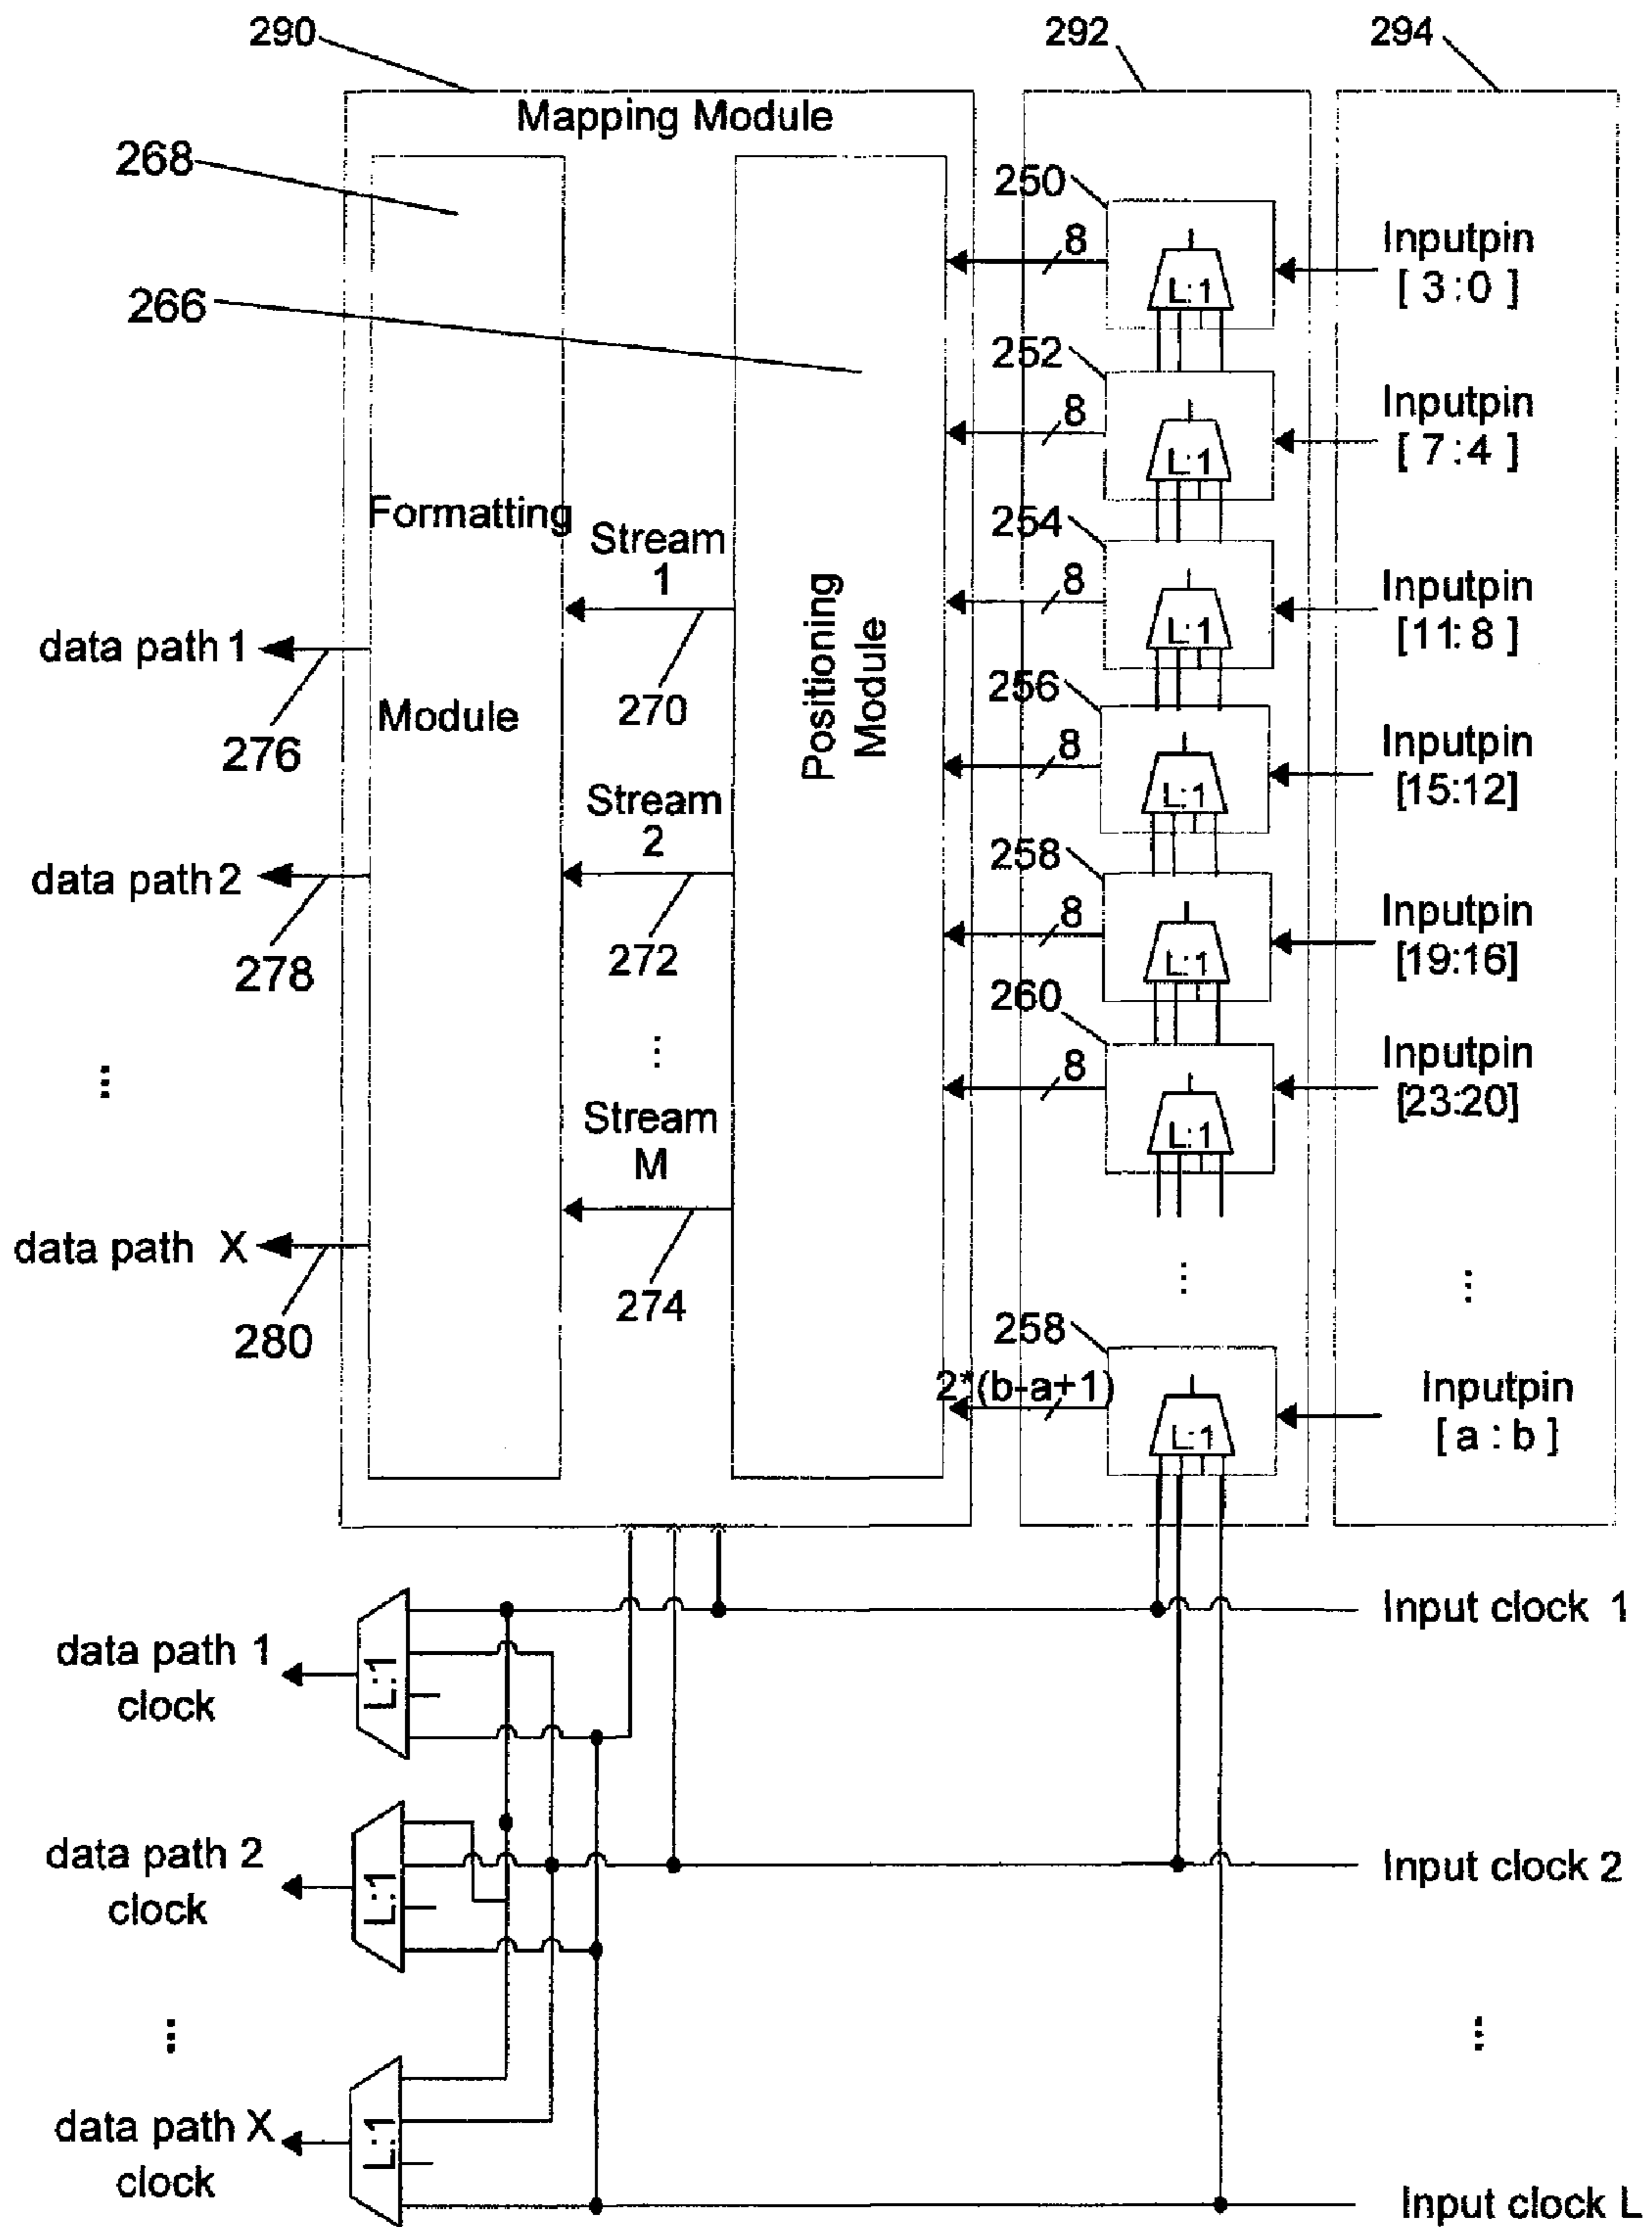 290
292
294
Mapping Module
268
266
250
8
L:1
Inputpin
[ 3 :0 ]
252
8
L:1
Inputpin
[ 7 :4 ]
254
8
L:1
Inputpin
[11:8 ]
256
8
L:1
Inputpin
[15:12]
258
8
L:1
Inputpin
[19:16]
260
8
L:1
Inputpin
[23:20]
...
...
258
2*(b-a+1)
L:1
Inputpin
[ a : b ]
Formatting
Module
Positioning
Module
Stream
1
270
Stream
2
272
...
Stream
M
274
data path 1
276
data path 2
278
...
data path X
280
data path 1
clock
L:1
Input clock 1
data path 2
clock
L:1
Input clock 2
...
...
data path X
clock
L:1
Input clock L